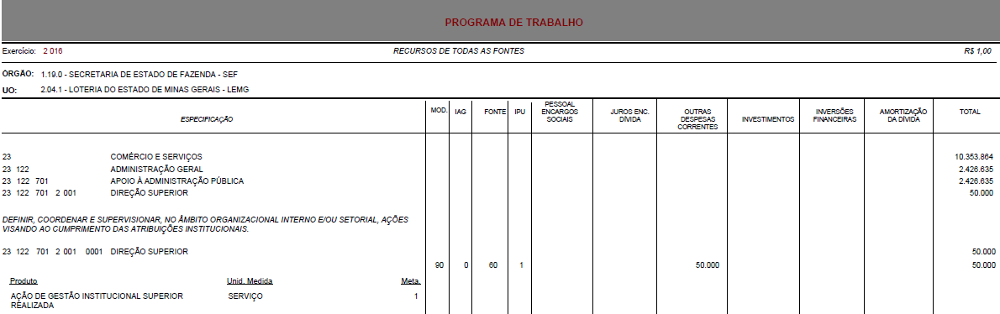 PROGRAMA DE TRABALHO
Exercício: 2 016 RECURSOS DE TODAS AS FONTES R$ 1,00
ORGÃO: 1.19.0 - SECRETARIA DE ESTADO DE FAZENDA - SEF
UO: 2.04.1 - LOTERIA DO ESTADO DE MINAS GERAIS - LEMG
ESPECIFICAÇÃO MOD. IAG FONTE IPU PESSOAL ENCARGOS SOCIAIS JUROS ENC. DÍVIDA OUTRAS DESPESAS CORRENTES INVESTIMENTOS INVERSÕES FINANCEIRAS AMORTIZAÇÃO DA DÍVIDA TOTAL
23 COMÉRCIO E SERVIÇOS 10.353.864
23 122 ADMINISTRAÇÃO GERAL 2.426.635
23 122 701 APOIO À ADMINISTRAÇÃO PÚBLICA 2.426.635
23 122 701 2 001 DIREÇÃO SUPERIOR 50.000
DEFINIR, COORDENAR E SUPERVISIONAR, NO ÂMBITO ORGANIZACIONAL INTERNO E/OU SETORIAL, AÇÕES
VISANDO AO CUMPRIMENTO DAS ATRIBUIÇÕES INSTITUCIONAIS.
23 122 701 2 001 0001 DIREÇÃO SUPERIOR 50.000
90 0 60 1 50.000 50.000
Produto Unid. Medida Meta.
AÇÃO DE GESTÃO INSTITUCIONAL SUPERIOR SERVIÇO 1
REALIZADA